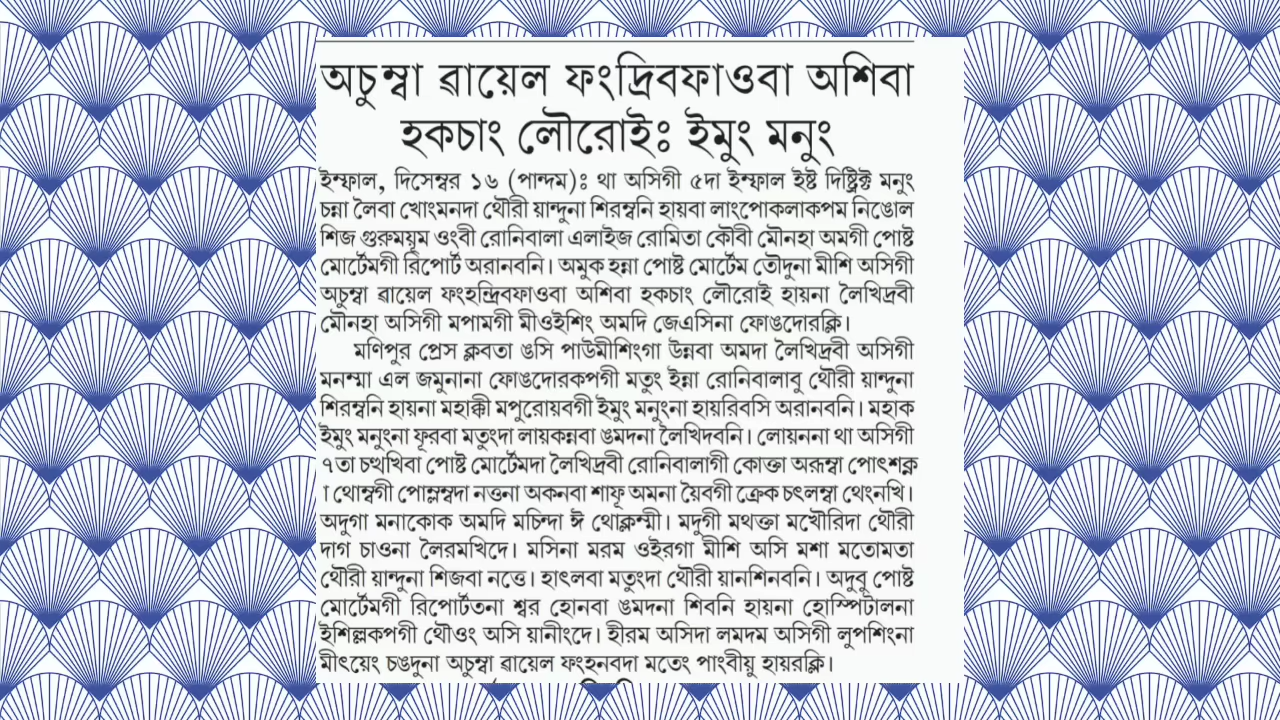 অচুম্বা ৱায়েল ফংদ্রিবফাওবা অশিবা
হকচাং লৌরোইঃ ইমুং মনুং
ইম্ফাল, দিসেম্বর ১৬ (পান্দম)ঃ থা অসিগী ৫দা ইম্ফাল ইষ্ট দিষ্ট্রিক্ট মনুং
চন্না লৈবা খোংমনদা থৌরী য়ান্দুনা শিরম্বনি হায়বা লাংপোকলাকপম নিঙোল
শিজ গুরুময়ূম ওংবী রোনিবালা এলাইজ রোমিতা কৌবী মৌনহা অমগী পোষ্ট
মোর্টেমগী রিপোর্ট অরানবনি। অমুক হন্না পোষ্ট মোর্টেম তৌদুনা মীশি অসিগী
অচুম্বা ৱায়েল ফংহন্দ্রিবফাওবা অশিবা হকচাং লৌরোই হায়না লৈখিদ্রবী
মৌনহা অসিগী মপামগী মীওইশিং অমদি জেএসিনা ফোঙদোরক্লি।
মণিপুর প্রেস ক্লবতা ঙসি পাউমীশিংগা উন্নবা অমদা লৈখিদ্রবী অসিগী
মনম্মা এল জমুনানা ফোঙদোরকপগী মতুং ইন্না রোনিবালাবু থৌরী য়ান্দুনা
শিরম্বনি হায়না মহাক্কী মপুরোয়বগী ইমুং মনুংনা হায়রিবসি অরানবনি। মহাক
ইমুং মনুংনা ফূরবা মতুংদা লায়কন্নবা ঙমদনা লৈখিদবনি। লোয়ননা থা অসিগী
৭তা চত্থখিবা পোষ্ট মোর্টেমদা লৈখিদ্রবী রোনিবালাগী কোক্তা অরূম্বা পোৎশক্ল
া থোম্বগী পোল্লম্বদা নত্তনা অকনবা শাফূ অমনা য়ৈবগী ক্রেক চৎলম্বা থেংনখি।
অদুগা মনাকোক অমদি মচিন্দা ঈ থোক্লম্মী। মদুগী মথক্তা মখৌরিদা থৌরী
দাগ চাওনা লৈরমখিদে। মসিনা মরম ওইরগা মীশি অসি মশা মতোমতা
থৌরী য়ান্দুনা শিজবা নত্তে। হাৎলবা মতুংদা থৌরী য়ানশিনবনি। অদুবু পোষ্ট
মোর্টেমগী রিপোর্টতনা শ্বর হোনবা ঙমদনা শিবনি হায়না হোস্পিটালনা
ইশিল্লকপগী থৌওং অসি য়ানীংদে। হীরম অসিদা লমদম অসিগী লুপশিংনা
মীৎয়েং চঙদুনা অচুম্বা ৱায়েল ফংহনবদা মতেং পাংবীয়ু হায়রক্লি।